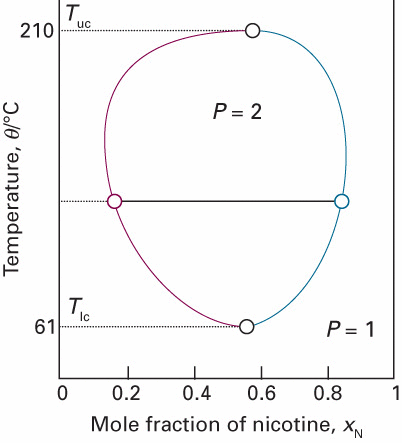 T_uc
210
P = 2
Temperature, θ/°C
T_lc
61
P = 1
0 0.2 0.4 0.6 0.8 1
Mole fraction of nicotine, x_N